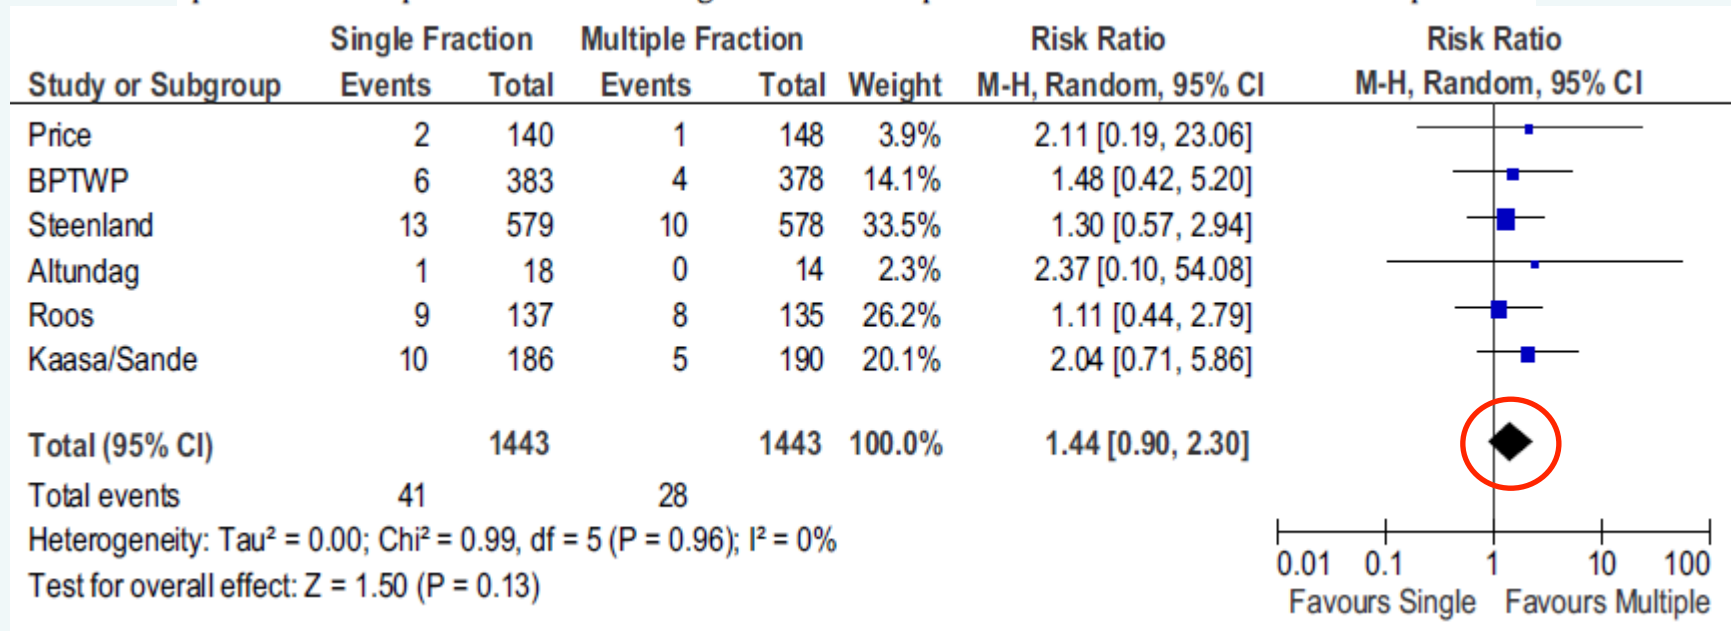 Single Fraction Multiple Fraction Risk Ratio Risk Ratio
Study or Subgroup Events Total Events Total Weight M-H, Random, 95% CI M-H, Random, 95% CI
Price 2 140 1 148 3.9% 2.11 [0.19, 23.06]
BPTWP 6 383 4 378 14.1% 1.48 [0.42, 5.20]
Steenland 13 579 10 578 33.5% 1.30 [0.57, 2.94]
Altundag 1 18 0 14 2.3% 2.37 [0.10, 54.08]
Roos 9 137 8 135 26.2% 1.11 [0.44, 2.79]
Kaasa/Sande 10 186 5 190 20.1% 2.04 [0.71, 5.86]
Total (95% CI) 1443 1443 100.0% 1.44 [0.90, 2.30]
Total events 41 28
Heterogeneity: Tau² = 0.00; Chi² = 0.99, df = 5 (P = 0.96); I² = 0%
Test for overall effect: Z = 1.50 (P = 0.13)
0.01 0.1 1 10 100
Favours Single Favours Multiple